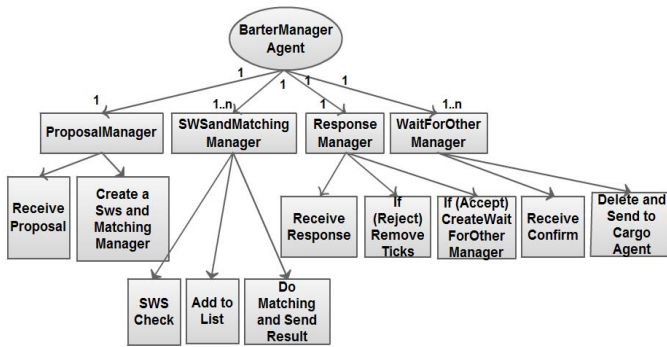 BarterManager
Agent
1
1
1
1
1
1..n
1
1..n
ProposalManager
SWSandMatching
Manager
Response
Manager
WaitForOther
Manager
Receive
Proposal
Create a
Sws and
Matching
Manager
Receive
Response
If
(Reject)
Remove
Ticks
If (Accept)
CreateWait
ForOther
Manager
Receive
Confirm
Delete and
Send to
Cargo
Agent
SWS
Check
Add to
List
Do
Matching
and Send
Result